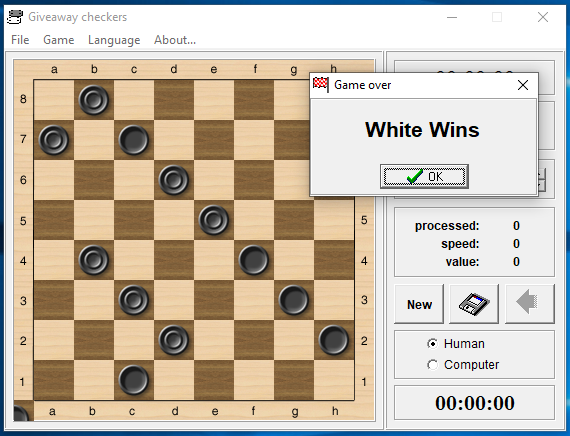 Giveaway checkers
File Game Language About...
a b c d e f g h
Game over
White Wins
OK
8
7
6
5 5
4 4
3 3
2 2
1 1
a b c d e f g h
processed: 0
speed: 0
value: 0
New
Human
Computer
00:00:00